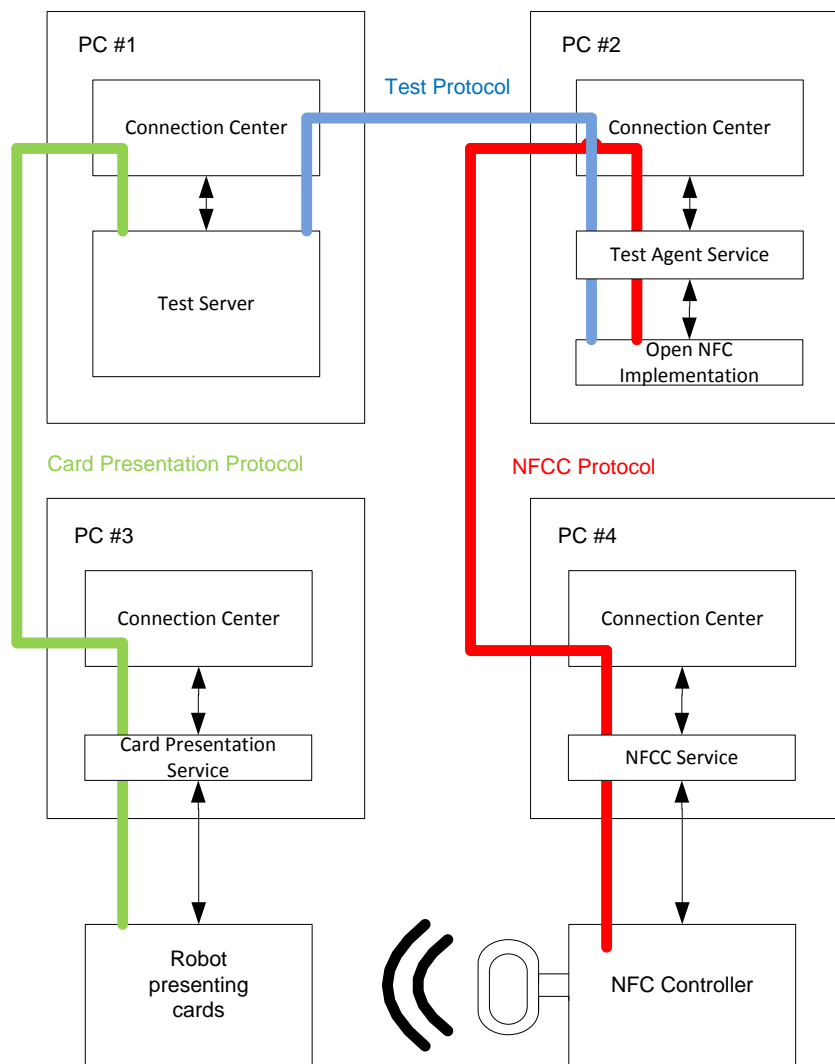 PC #1
Connection Center
Test Server
Test Protocol
PC #2
Connection Center
Test Agent Service
Open NFC
Implementation
Card Presentation Protocol
NFCC Protocol
PC #3
Connection Center
Card Presentation
Service
PC #4
Connection Center
NFCC Service
Robot
presenting
cards
NFC Controller